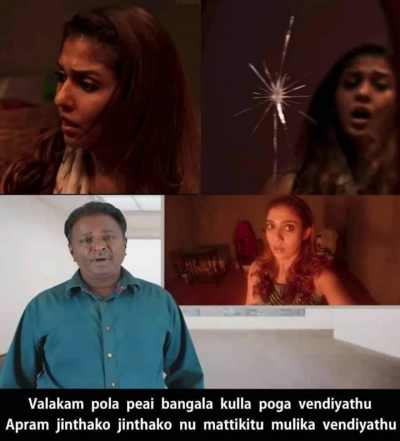 Valakam pola peai bangala kulla poga vendiyathu
Apram jinthako jinthako nu mattikitu mulika vendiyathu